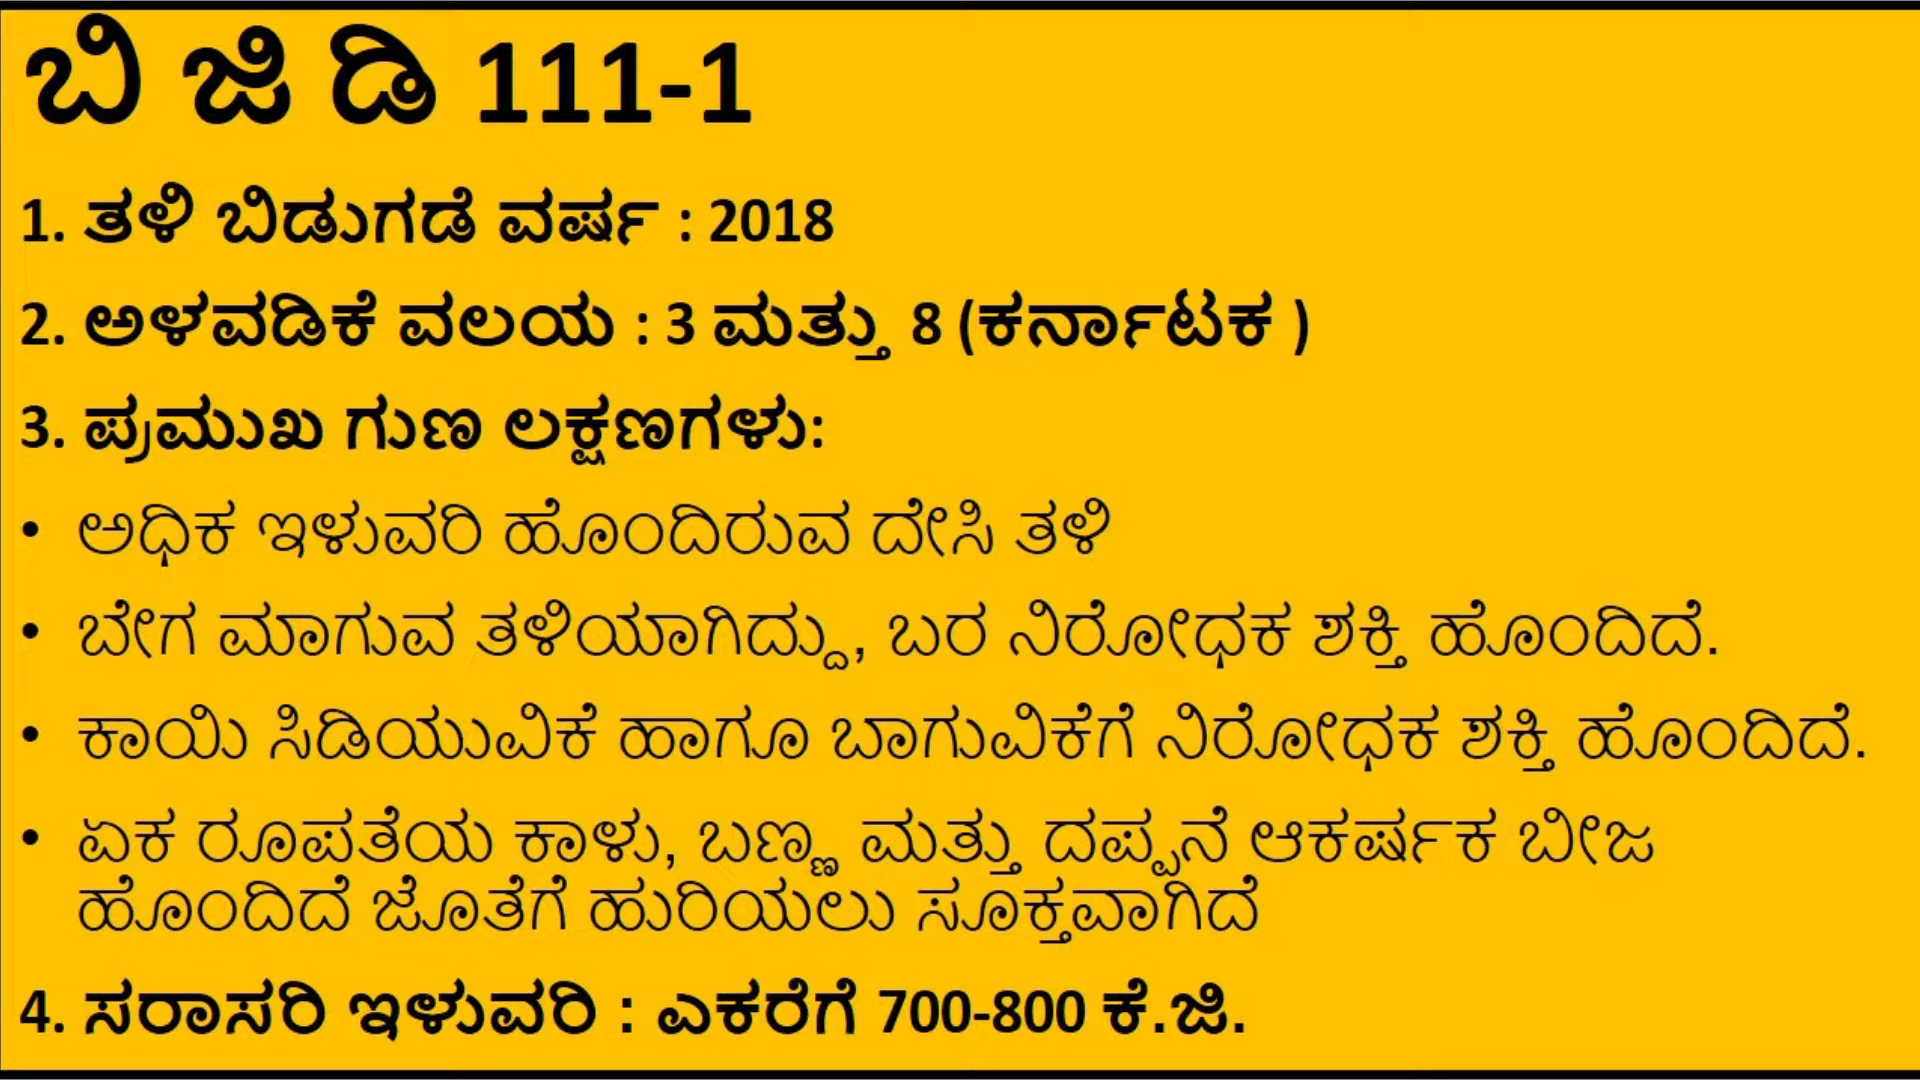 ಬಿ ಜಿ ಡಿ 111-1
1. ತಳಿ ಬಿಡುಗಡೆ ವರ್ಷ : 2018
2. ಅಳವಡಿಕೆ ವಲಯ : 3 ಮತ್ತು 8 (ಕರ್ನಾಟಕ )
3. ಪ್ರಮುಖ ಗುಣ ಲಕ್ಷಣಗಳು:
• ಅಧಿಕ ಇಳುವರಿ ಹೊಂದಿರುವ ದೇಸಿ ತಳಿ
• ಬೇಗ ಮಾಗುವ ತಳಿಯಾಗಿದ್ದು, ಬರ ನಿರೋಧಕ ಶಕ್ತಿ ಹೊಂದಿದೆ.
• ಕಾಯಿ ಸಿಡಿಯುವಿಕೆ ಹಾಗೂ ಬಾಗುವಿಕೆಗೆ ನಿರೋಧಕ ಶಕ್ತಿ ಹೊಂದಿದೆ.
• ಏಕ ರೂಪತೆಯ ಕಾಳು, ಬಣ್ಣ ಮತ್ತು ದಪ್ಪನೆ ಆಕರ್ಷಕ ಬೀಜ
ಹೊಂದಿದೆ ಜೊತೆಗೆ ಹುರಿಯಲು ಸೂಕ್ತವಾಗಿದೆ
4. ಸರಾಸರಿ ಇಳುವರಿ : ಎಕರೆಗೆ 700-800 ಕೆ.ಜಿ.